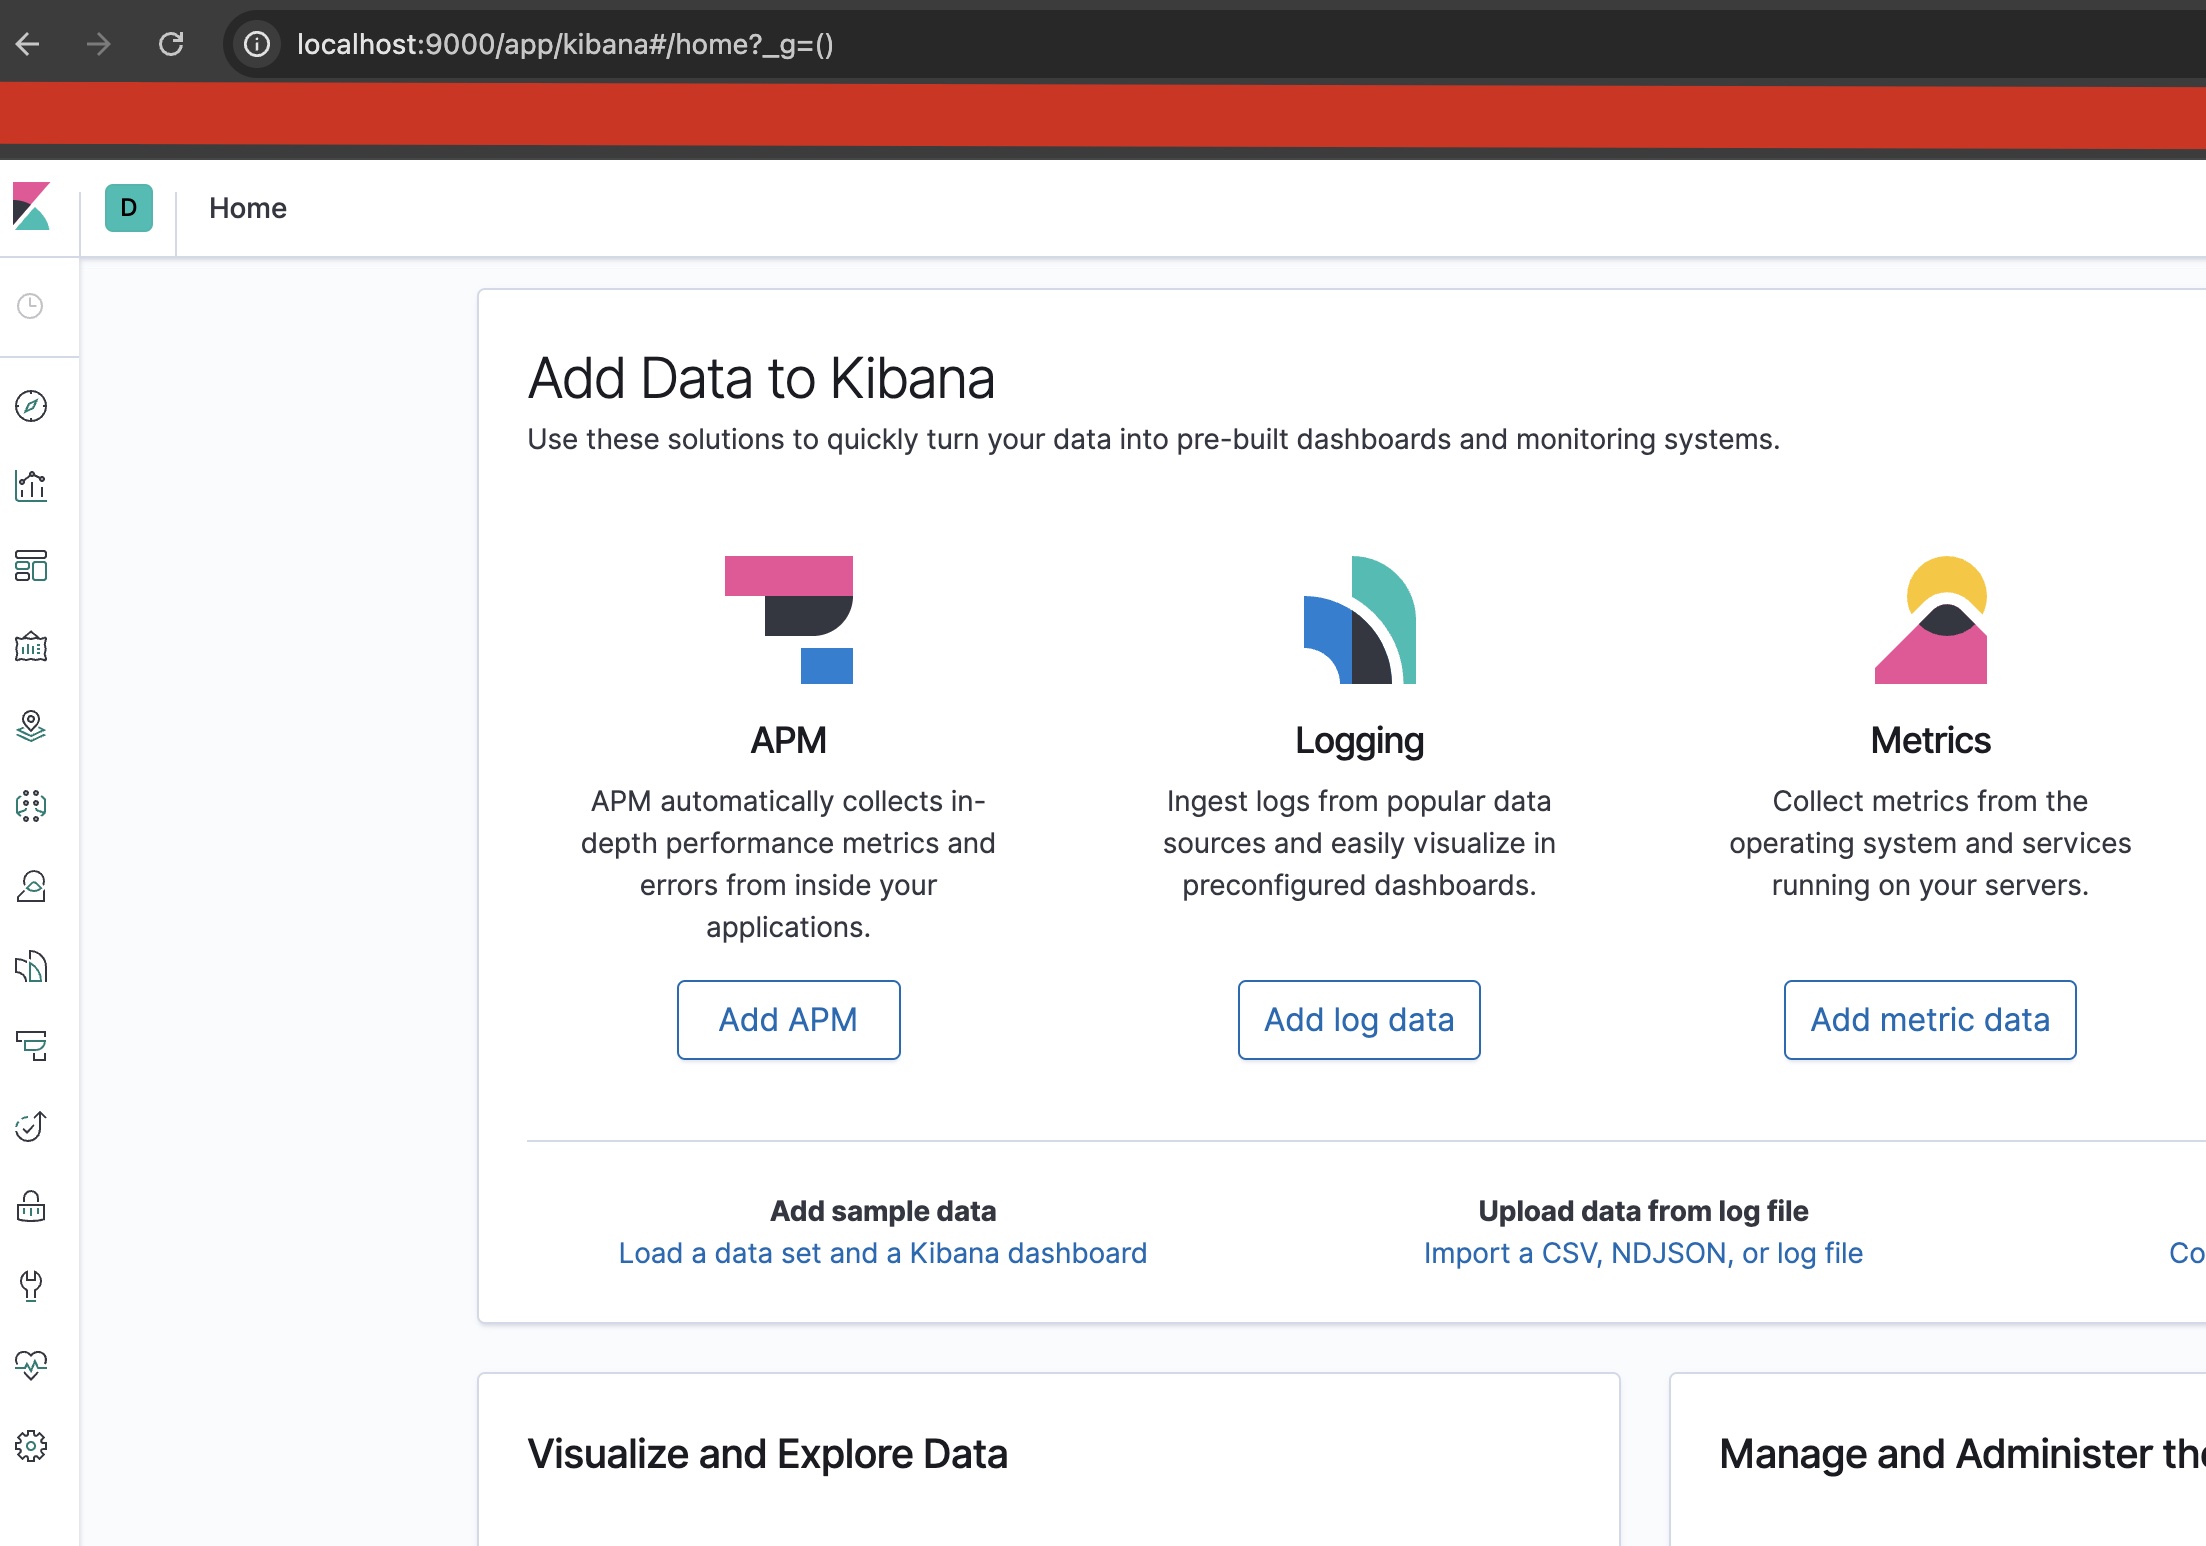 localhost:9000/app/kibana#/home?_g=()
D
Home
Add Data to Kibana
Use these solutions to quickly turn your data into pre-built dashboards and monitoring systems.
APM
APM automatically collects in-
depth performance metrics and
errors from inside your
applications.
Add APM
Logging
Ingest logs from popular data
sources and easily visualize in
preconfigured dashboards.
Add log data
Metrics
Collect metrics from the
operating system and services
running on your servers.
Add metric data
Add sample data
Load a data set and a Kibana dashboard
Upload data from log file
Import a CSV, NDJSON, or log file
Co
Visualize and Explore Data
Manage and Administer the